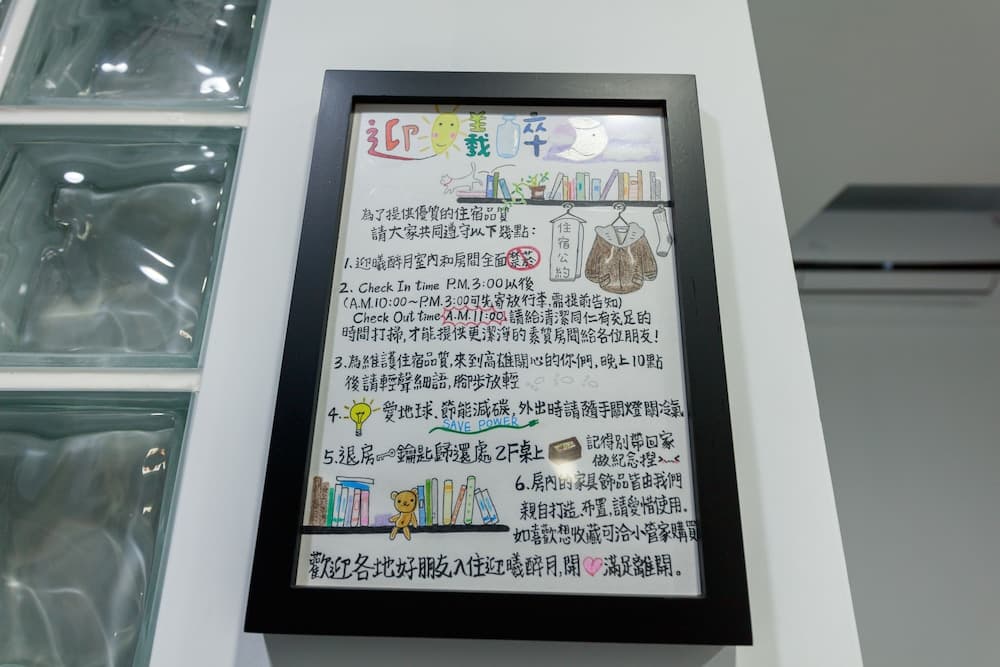 迎曦醉月
為了提供優質的住宿品質
請大家共同遵守以下幾點：
住宿公約
1. 迎曦醉月室內和房間全面禁菸
2. Check In time P.M. 3:00 以後
(A.M.10:00~P.M. 3:00可先寄放行李,需提前告知)
Check Out time A.M.11:00,請給清潔同仁有充足的
時間打掃,才能提供更潔淨的素質房間給各位朋友!
3.為維護住宿品質,來到高雄開心的你們,晚上10點
後請輕聲細語,腳步放輕
4. 愛地球、節能減碳,外出時請隨手關燈關冷氣
SAVE POWER
5.退房 鑰匙歸還處 2F桌上
記得別帶回家
做紀念捏>_<
6.房內的家具飾品皆由我們
親自打造、布置,請愛惜使用。
如喜歡想收藏可洽小管家購買
歡迎各地好朋友入住迎曦醉月,開 滿足離開。